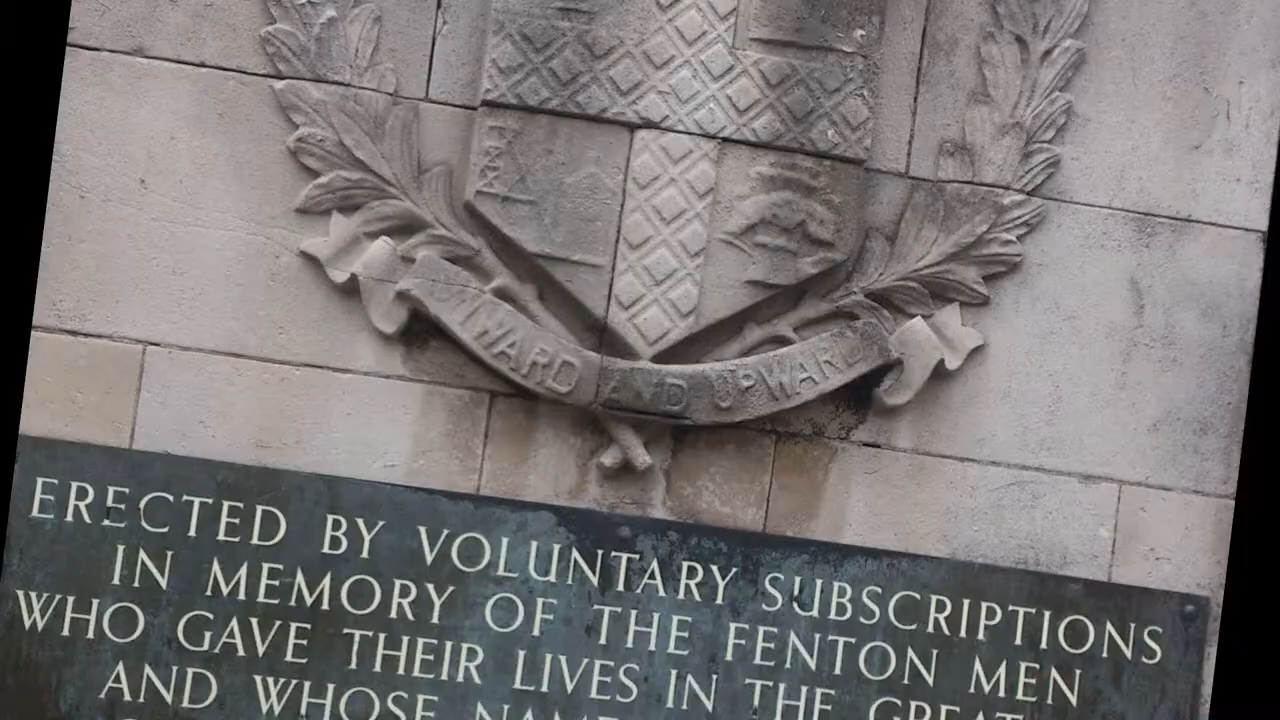 ONWARD AND UPWARD
ERECTED BY VOLUNTARY SUBSCRIPTIONS
IN MEMORY OF THE FENTON MEN
WHO GAVE THEIR LIVES IN THE GREAT
AND WHOSE